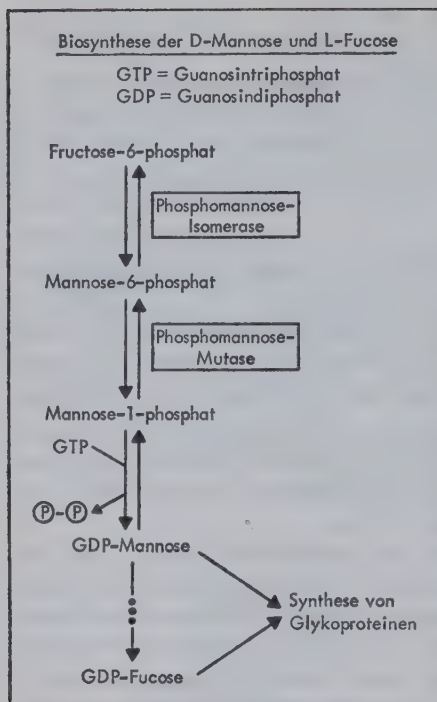 Biosynthese der D-Mannose und L-Fucose
GTP = Guanosintriphosphat
GDP = Guanosindiphosphat
Fructose-6-phosphat
Phosphomannose-
Isomerase
Mannose-6-phosphat
Phosphomannose-
Mutase
Mannose-1-phosphat
GTP
P-P
GDP-Mannose
Synthese von
Glykoproteinen
GDP-Fucose